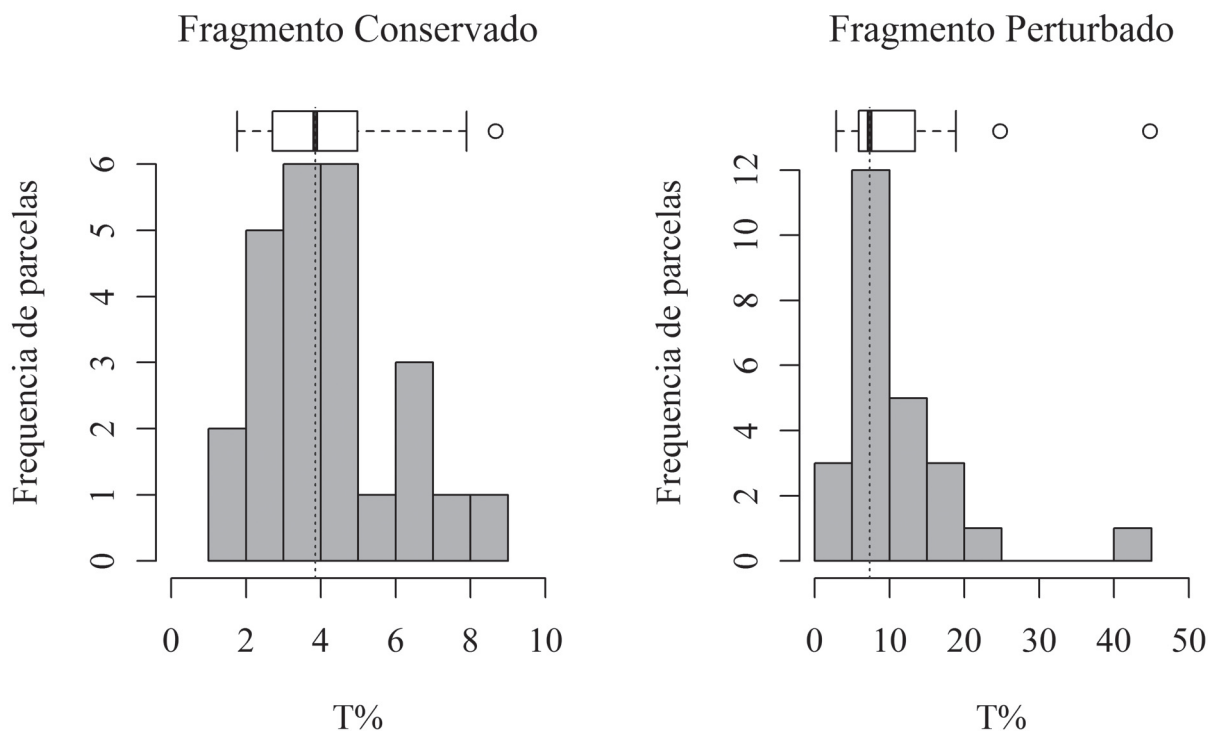 Fragmento Conservado
Frequencia de parcelas
6
5
4
3
2
1
0
0 2 4 6 8 10
T%
Fragmento Perturbado
Frequencia de parcelas
12
10
8
6
4
2
0
0 10 20 30 40 50
T%